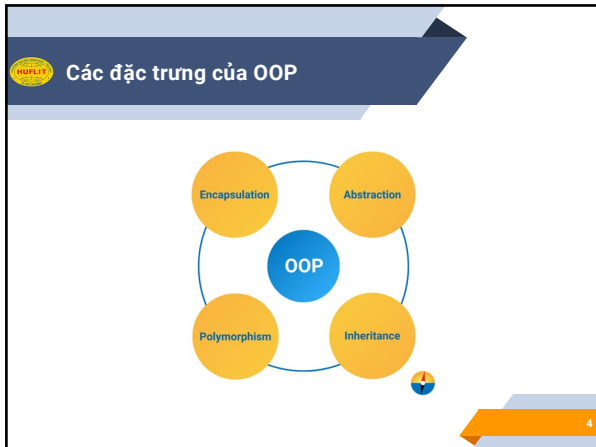 HUFLIT
Các đặc trưng của OOP
Encapsulation
Abstraction
OOP
Polymorphism
Inheritance
4